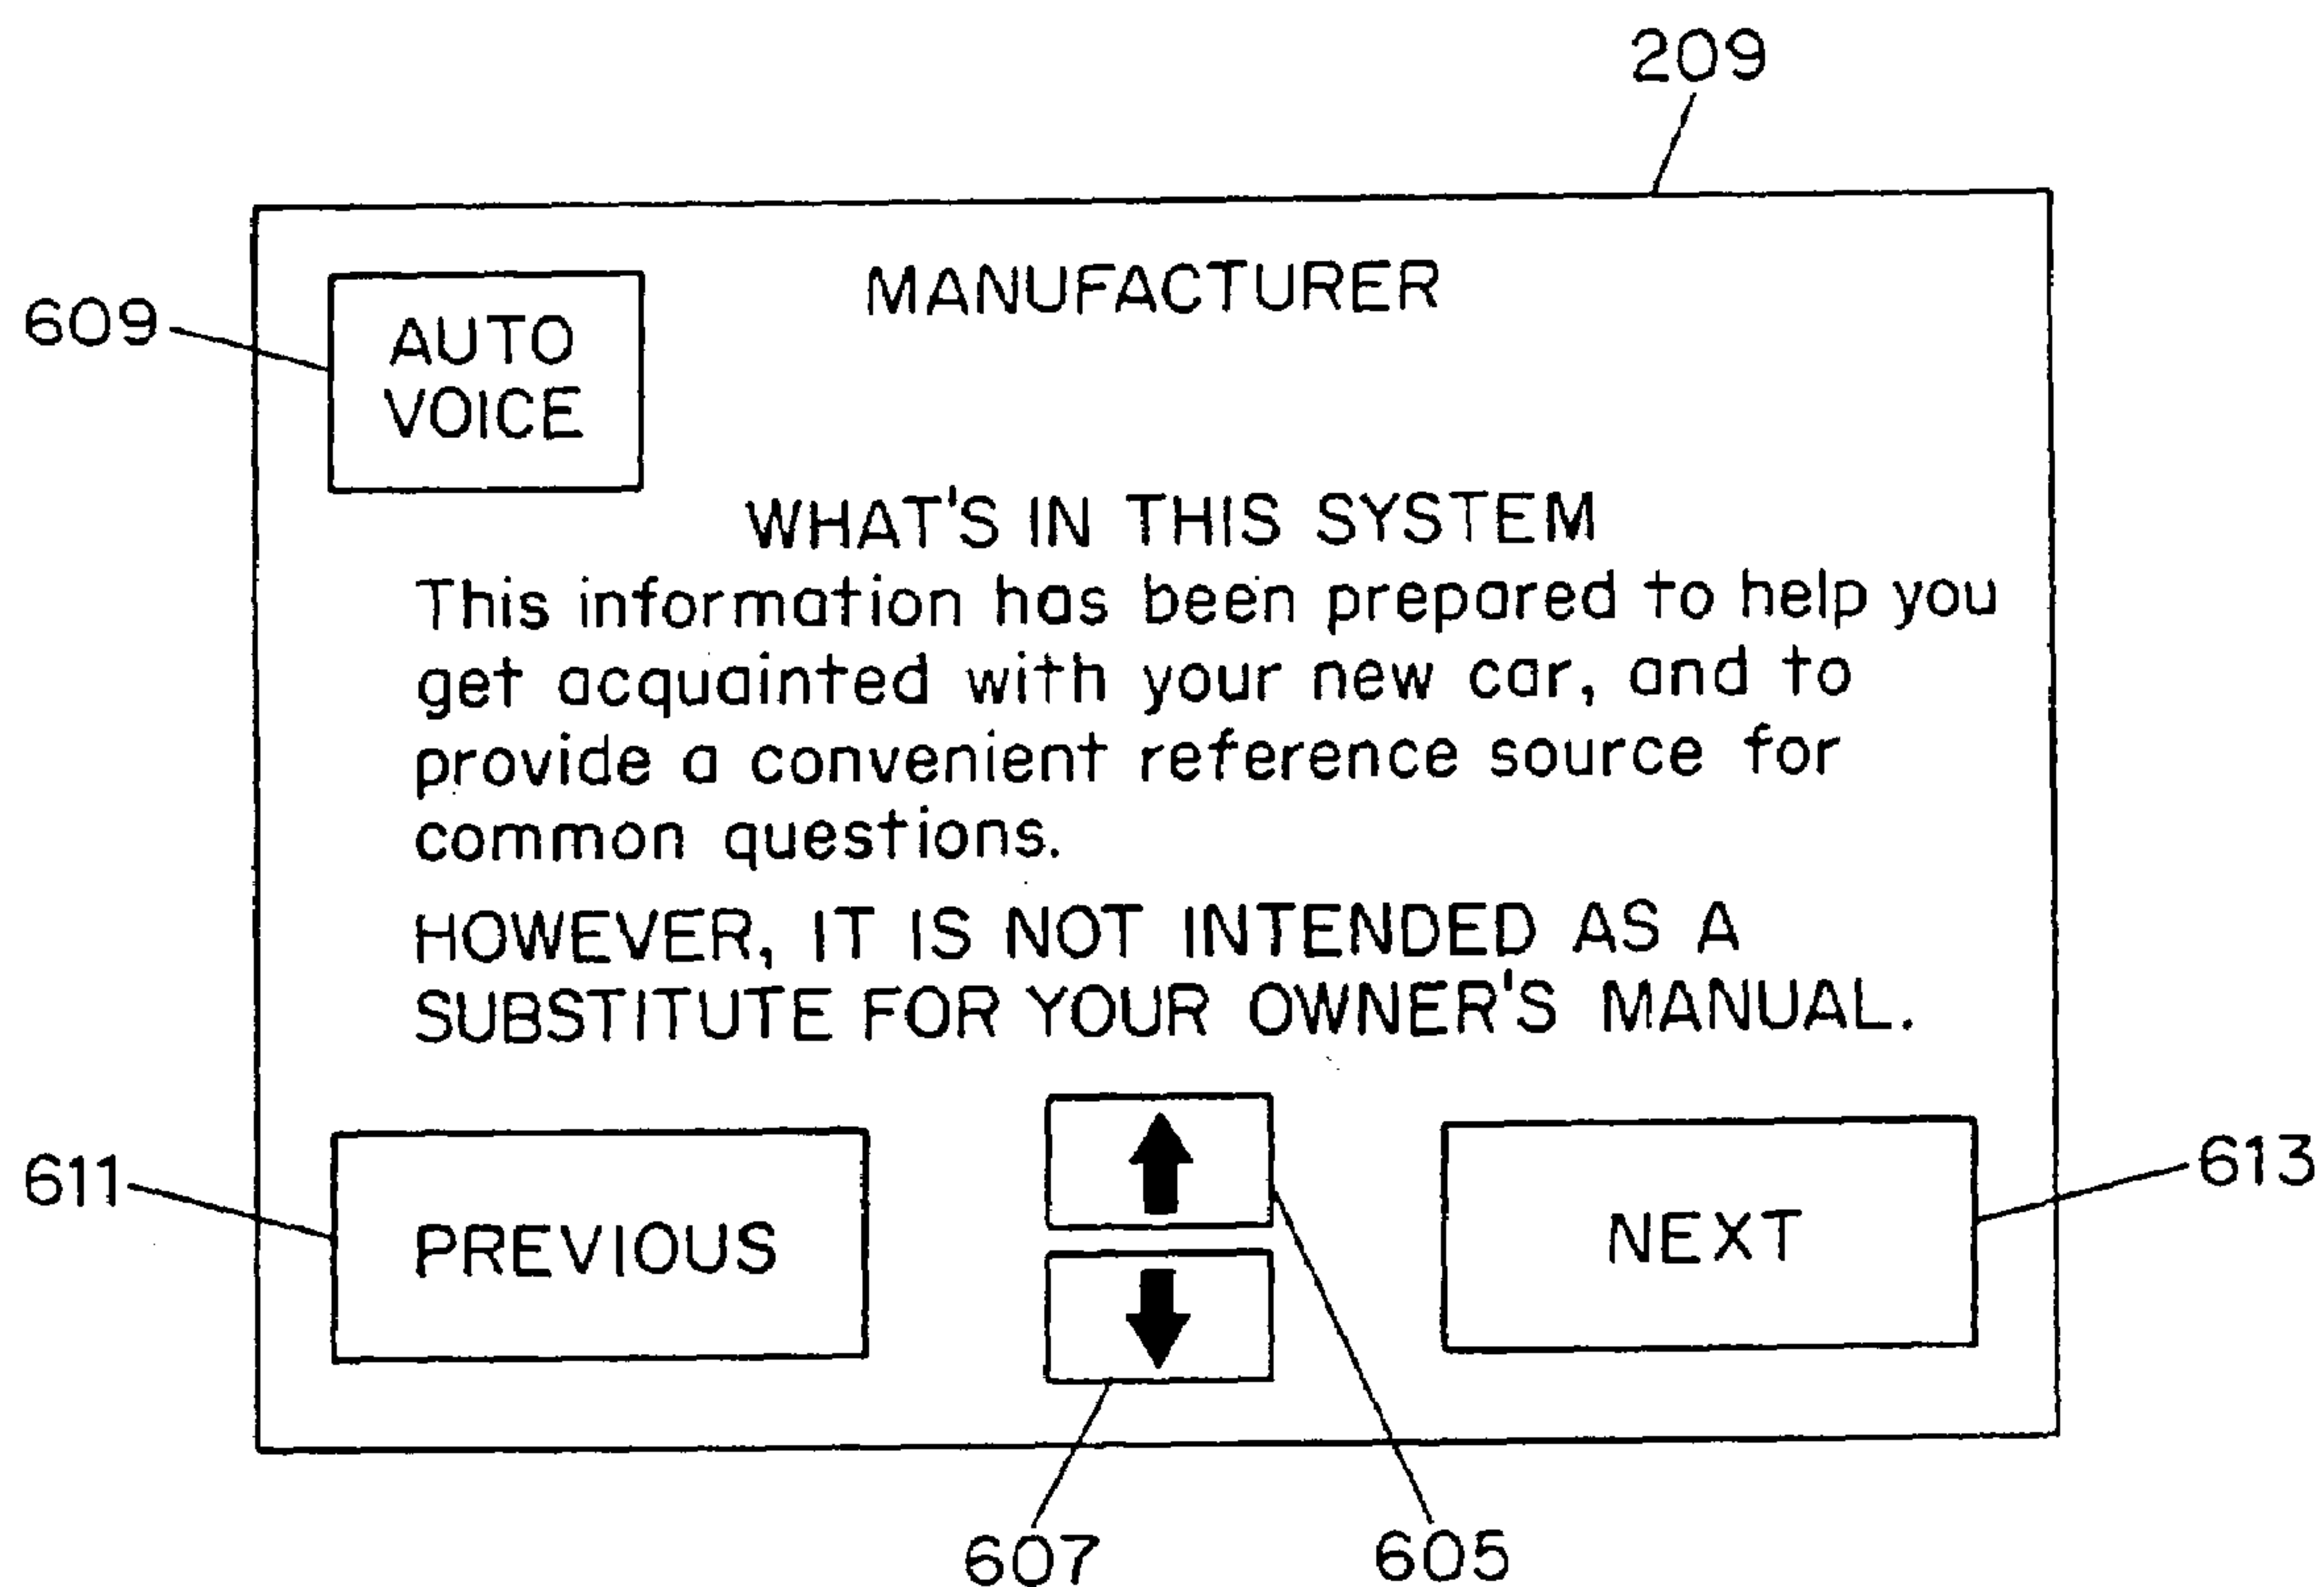 209
MANUFACTURER
609
AUTO
VOICE
WHAT'S IN THIS SYSTEM
This information has been prepared to help you
get acquainted with your new car, and to
provide a convenient reference source for
common questions.
HOWEVER, IT IS NOT INTENDED AS A
SUBSTITUTE FOR YOUR OWNER'S MANUAL.
611
PREVIOUS
NEXT
613
607
605